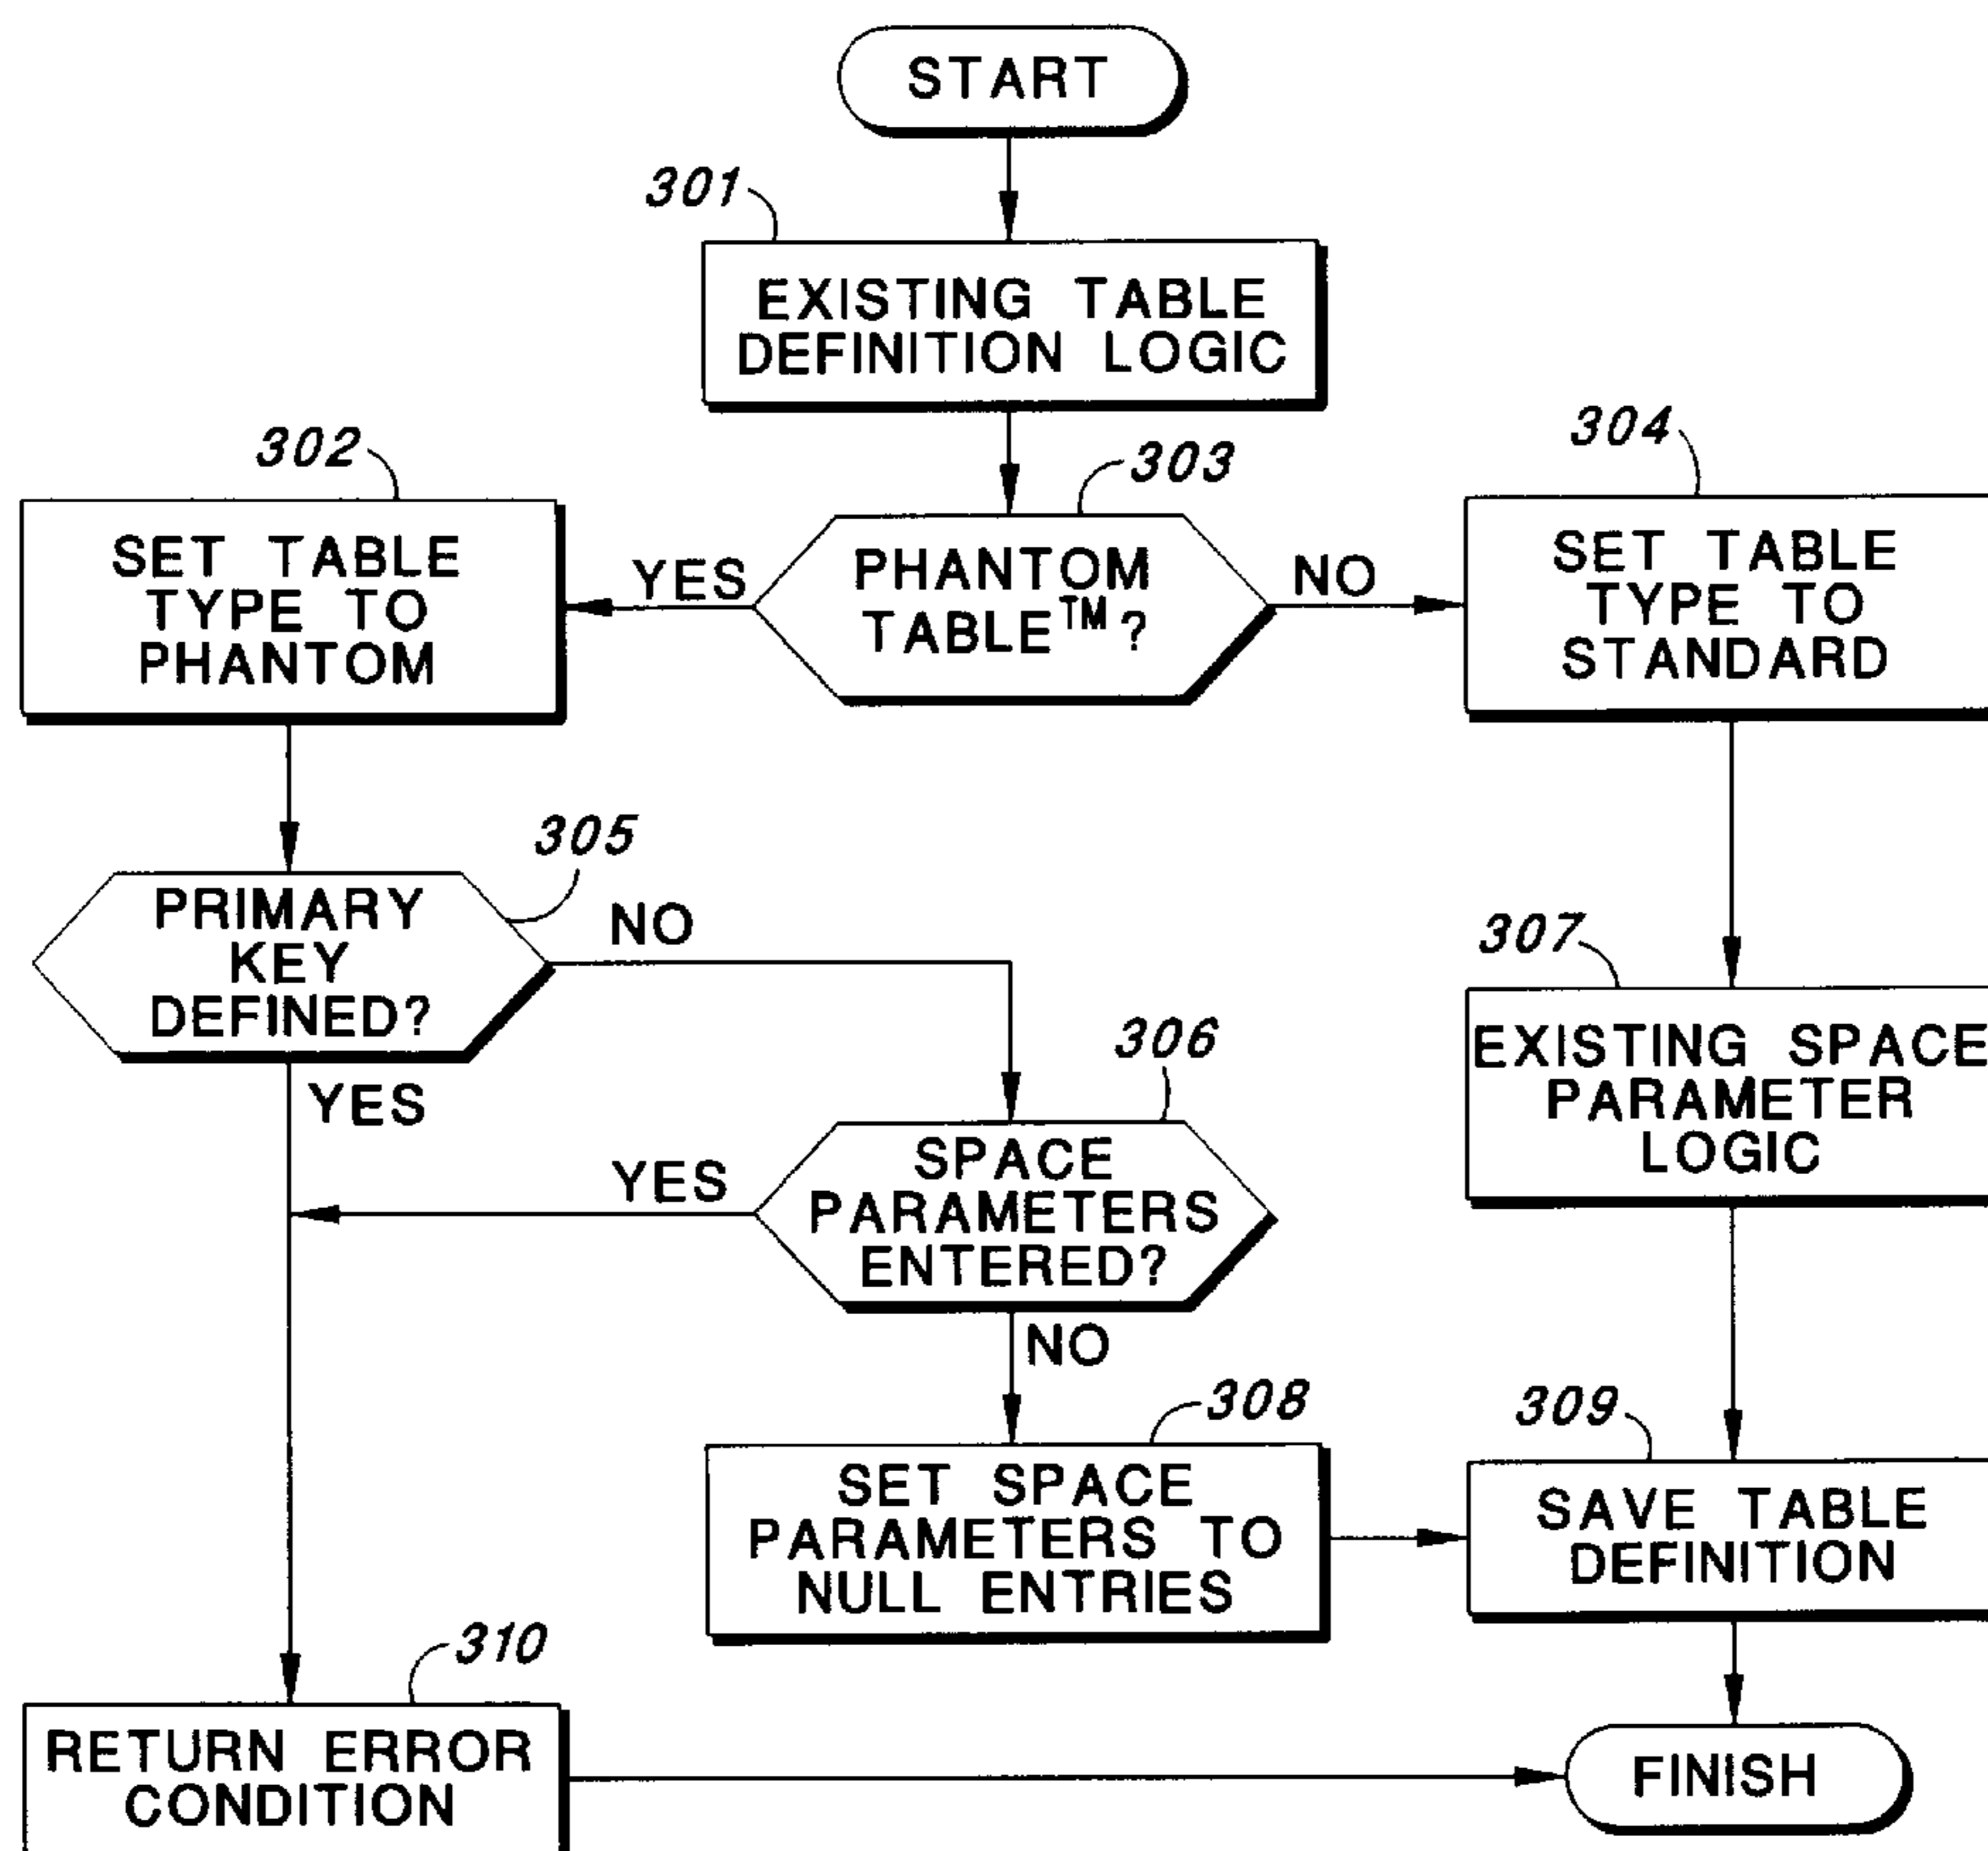 START
301
EXISTING TABLE
DEFINITION LOGIC
302
303
304
SET TABLE
TYPE TO
PHANTOM
YES
PHANTOM
TABLE™?
NO
SET TABLE
TYPE TO
STANDARD
305
PRIMARY
KEY
DEFINED?
NO
YES
306
307
EXISTING SPACE
PARAMETER
LOGIC
YES
SPACE
PARAMETERS
ENTERED?
NO
308
309
SET SPACE
PARAMETERS TO
NULL ENTRIES
SAVE TABLE
DEFINITION
310
RETURN ERROR
CONDITION
FINISH